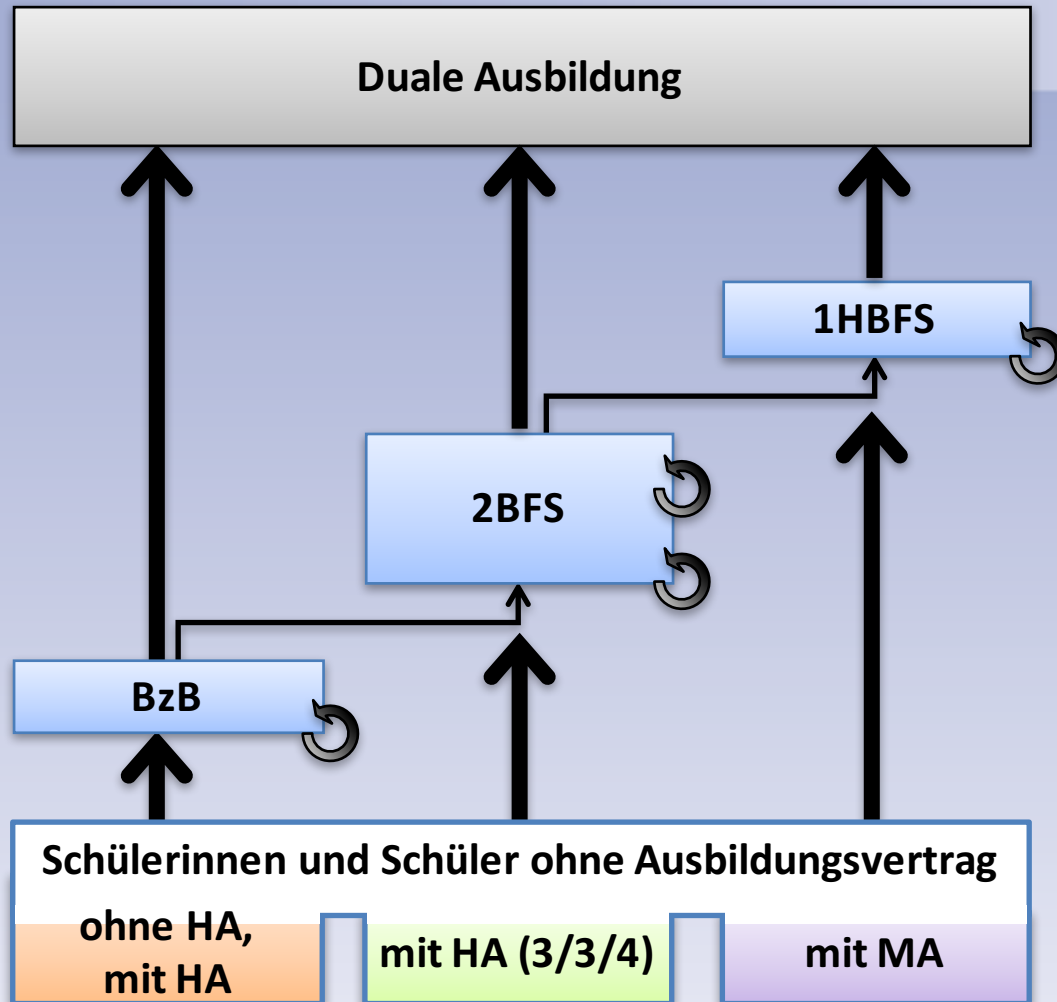 Duale Ausbildung
1HBFS
2BFS
BzB
Schülerinnen und Schüler ohne Ausbildungsvertrag
ohne HA,
mit HA
mit HA (3/3/4)
mit MA